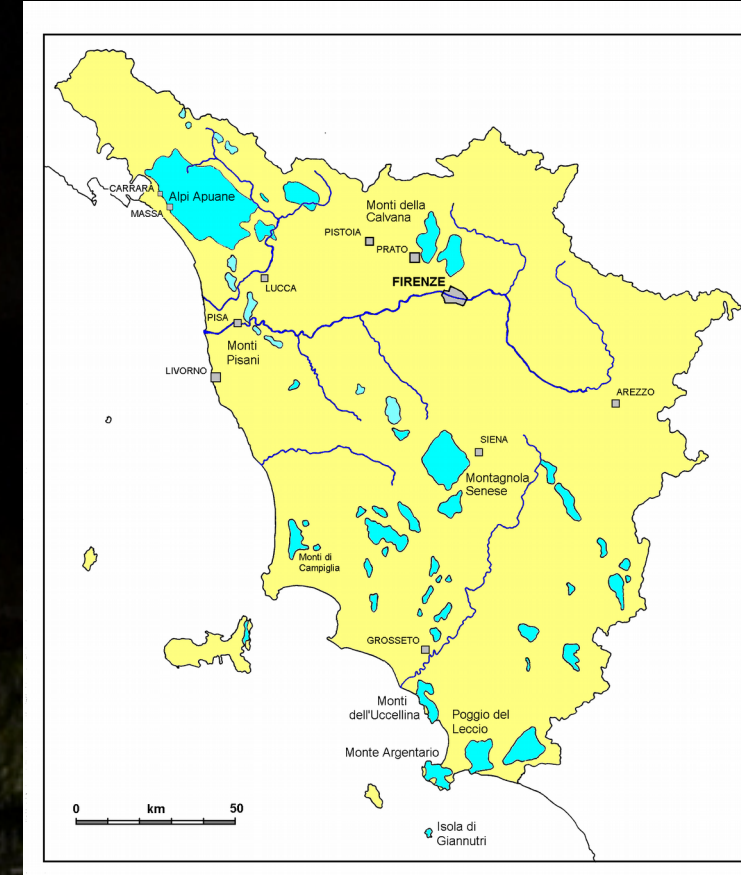 CARRARA
Alpi Apuane
MASSA
Monti della
Calvana
PISTOIA
PRATO
FIRENZE
LUCCA
PISA
Monti
Pisani
LIVORNO
AREZZO
SIENA
Montagnola
Senese
Monti di
Campiglia
GROSSETO
Monti
dell'Uccellina
Poggio del
Leccio
Monte Argentario
0 km 50
Isola di
Giannutri